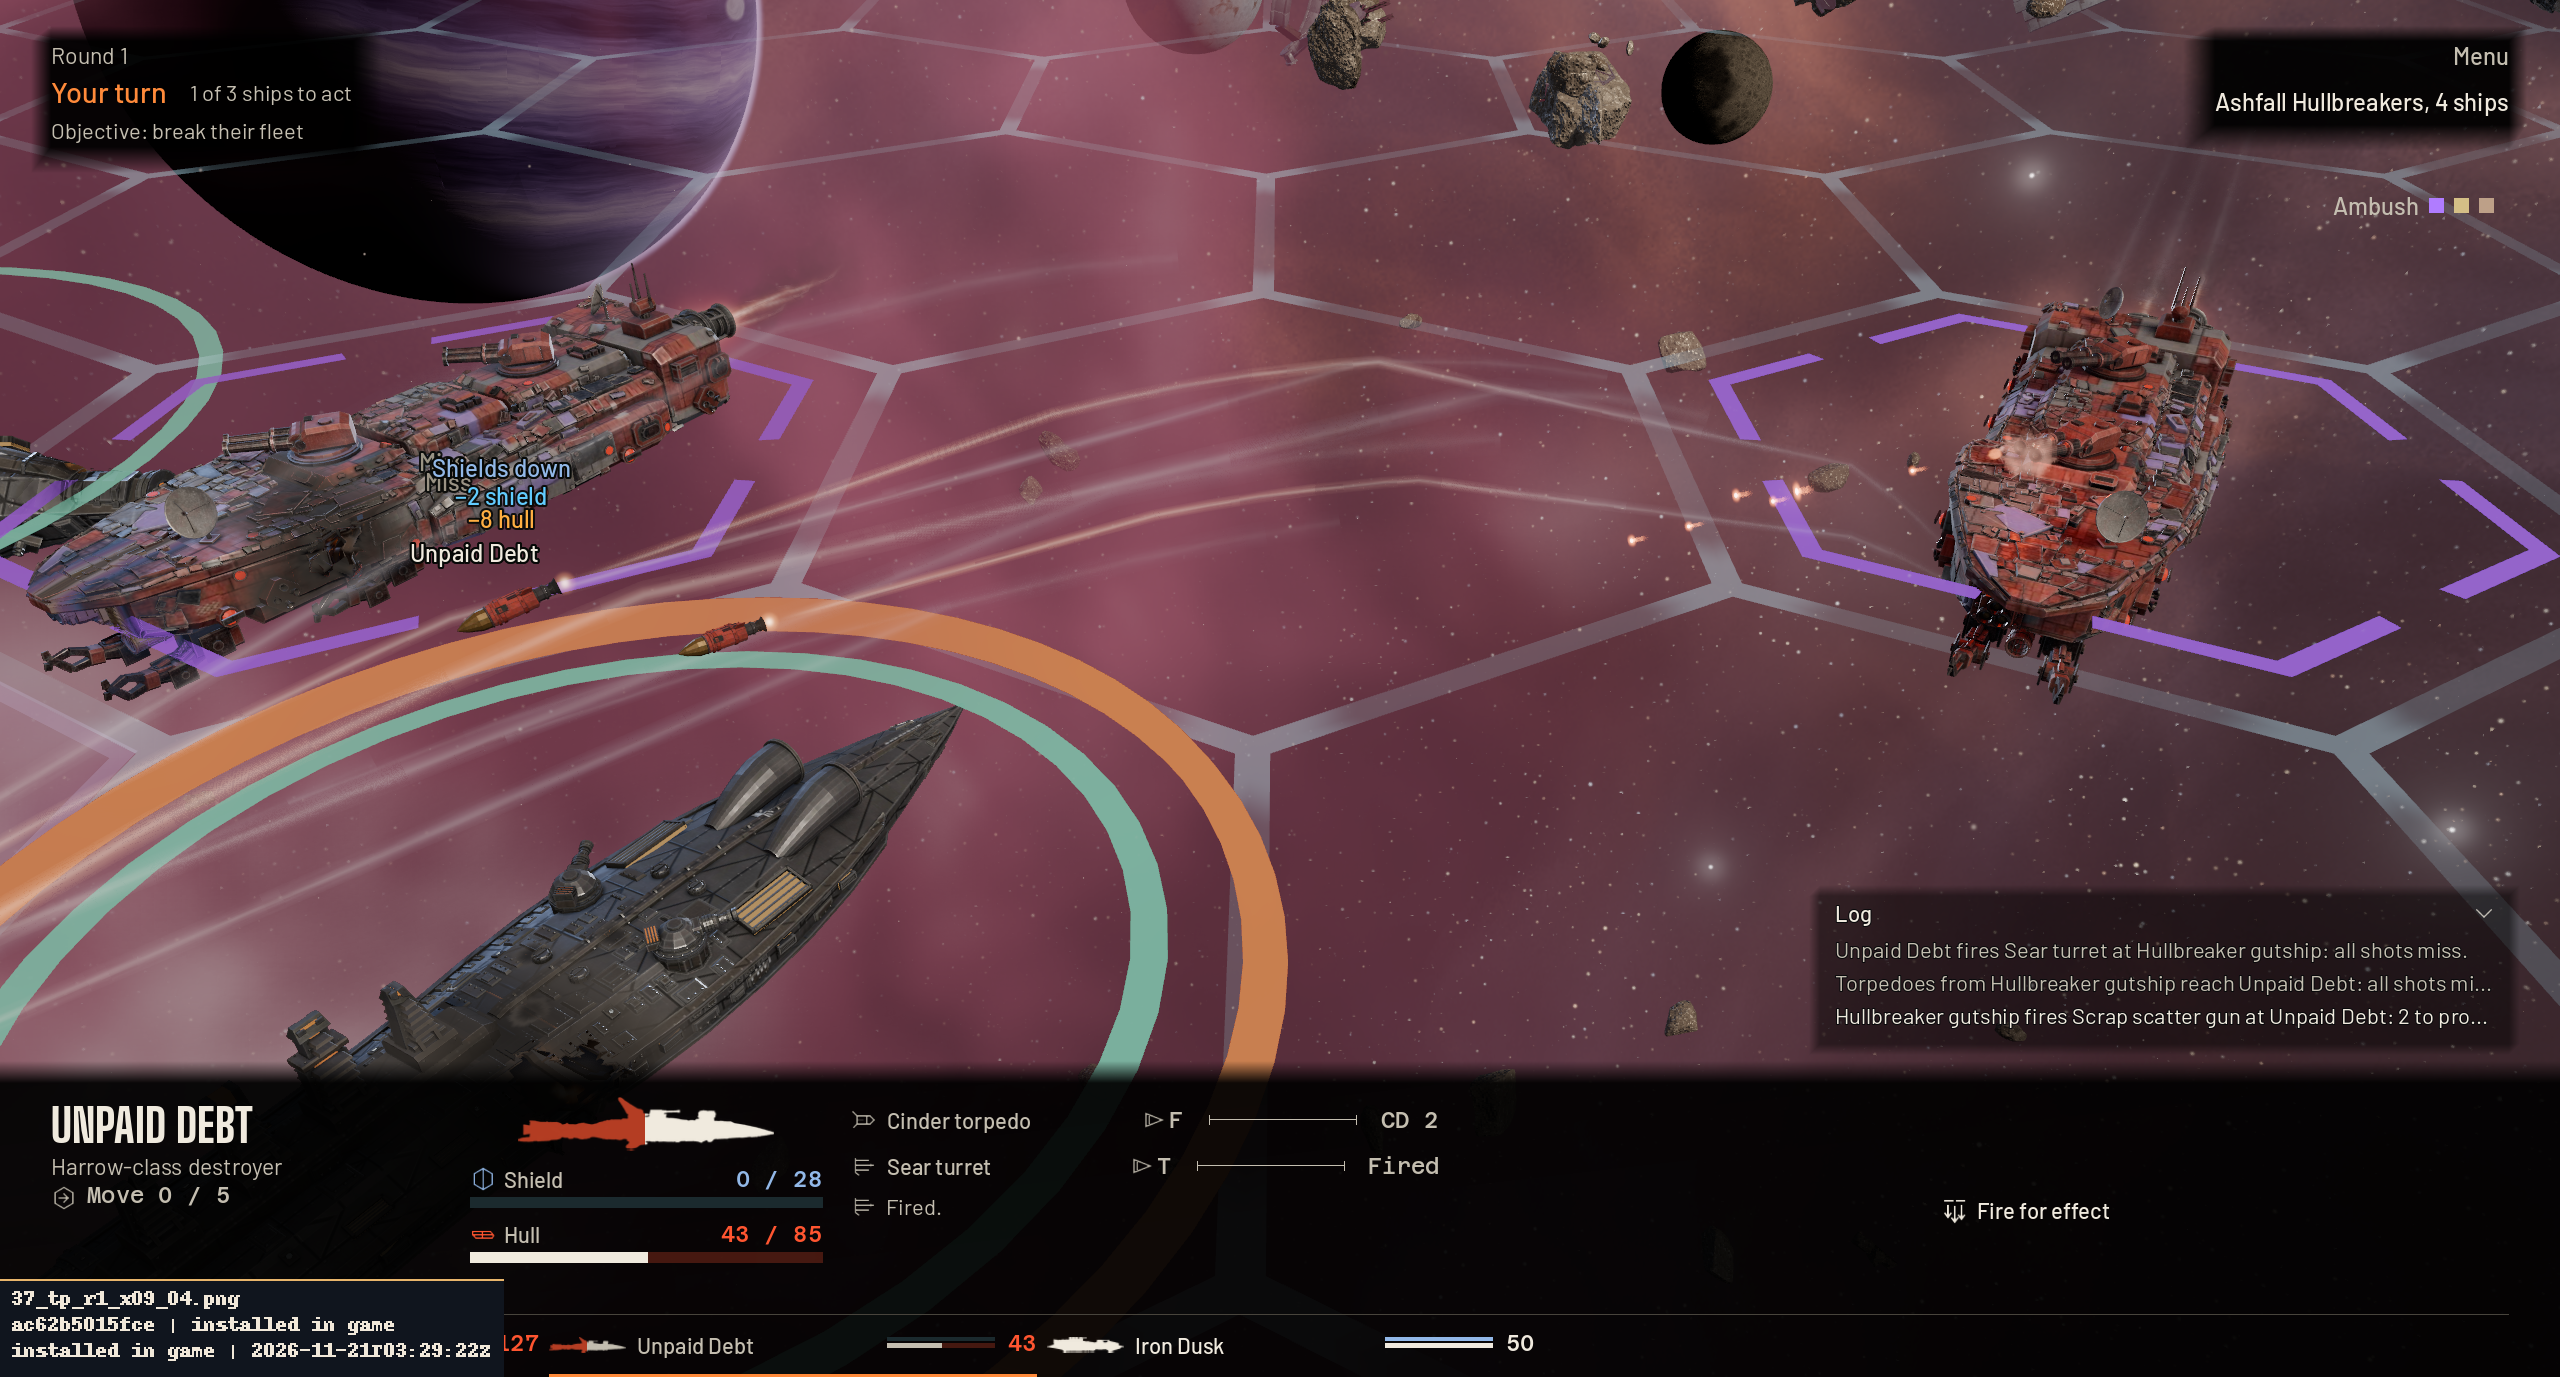 Round 1
Your turn 1 of 3 ships to act
Objective: break their fleet
Menu
Ashfall Hullbreakers, 4 ships
Ambush
Shields down
Miss
−2 shield
−8 hull
Unpaid Debt
Log
Unpaid Debt fires Sear turret at Hullbreaker gutship: all shots miss.
Torpedoes from Hullbreaker gutship reach Unpaid Debt: all shots mi...
Hullbreaker gutship fires Scrap scatter gun at Unpaid Debt: 2 to pro...
UNPAID DEBT
Harrow-class destroyer
Move 0 / 5
Shield 0 / 28
Hull 43 / 85
Cinder torpedo F CD 2
Sear turret T Fired
Fired.
Fire for effect
37_tp_r1_x09_04.png
ac62b5015fce | installed in game
installed in game | 2026-11-21T03:29:22z
127 Unpaid Debt 43 Iron Dusk 50